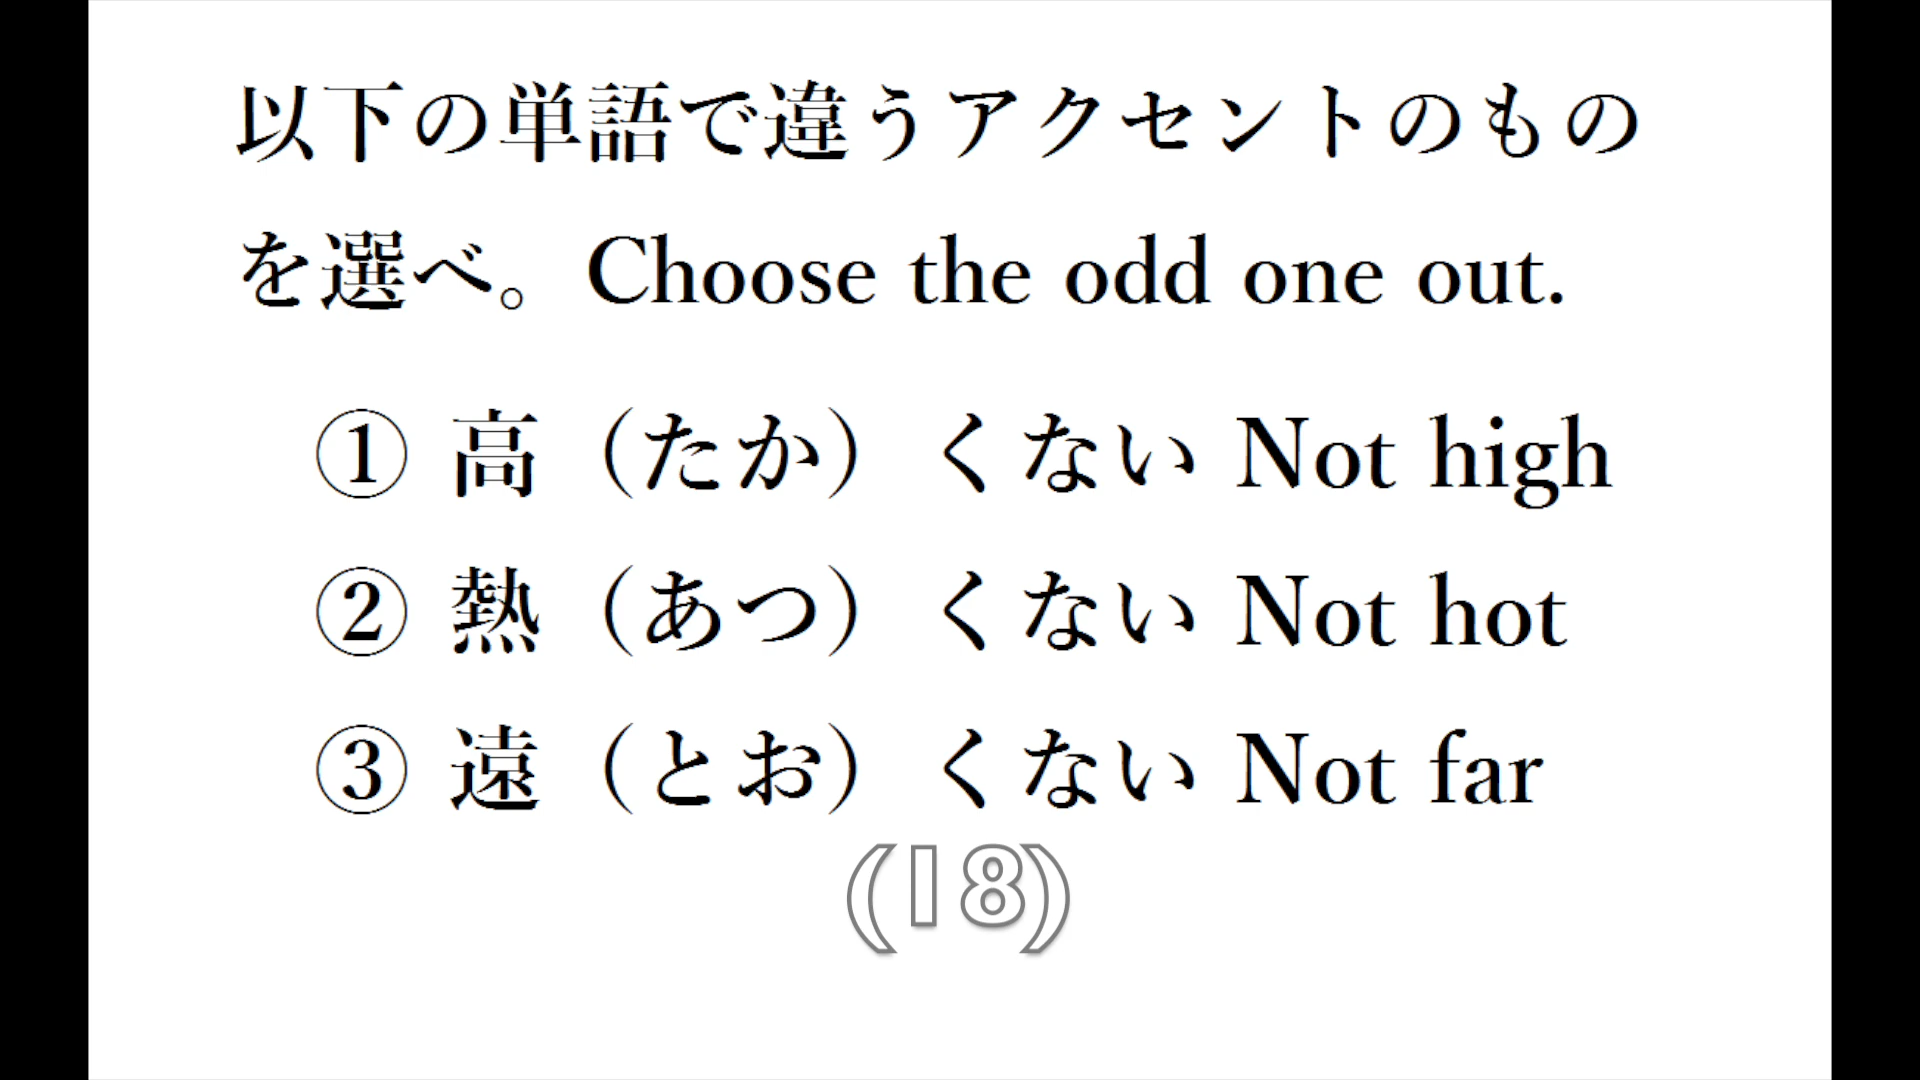 以下の単語で違うアクセントのもの
を選べ。Choose the odd one out.
① 高（たか）くない Not high
② 熱（あつ）くない Not hot
③ 遠（とお）くない Not far
(18)